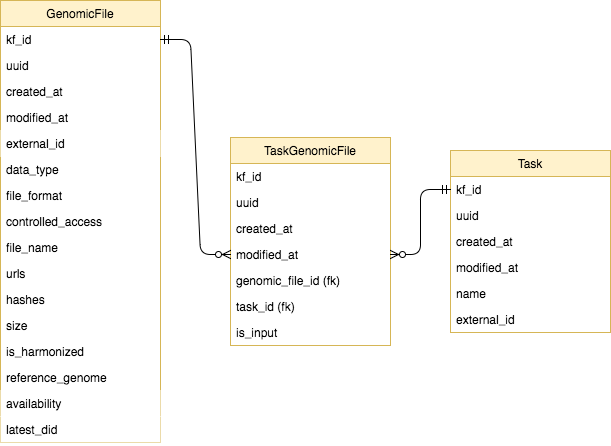 GenomicFile
kf_id
uuid
created_at
modified_at
external_id
data_type
file_format
controlled_access
file_name
urls
hashes
size
is_harmonized
reference_genome
availability
latest_did
TaskGenomicFile
kf_id
uuid
created_at
modified_at
genomic_file_id (fk)
task_id (fk)
is_input
Task
kf_id
uuid
created_at
modified_at
name
external_id